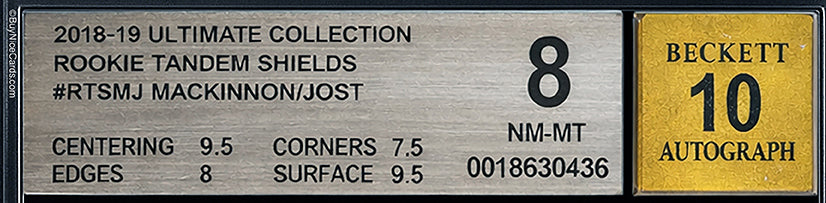 ©BuyNiceCards.com
2018-19 ULTIMATE COLLECTION
ROOKIE TANDEM SHIELDS
#RTSMJ MACKINNON/JOST
CENTERING 9.5 CORNERS 7.5
EDGES 8 SURFACE 9.5
8
NM-MT
0018630436
BECKETT
10
AUTOGRAPH